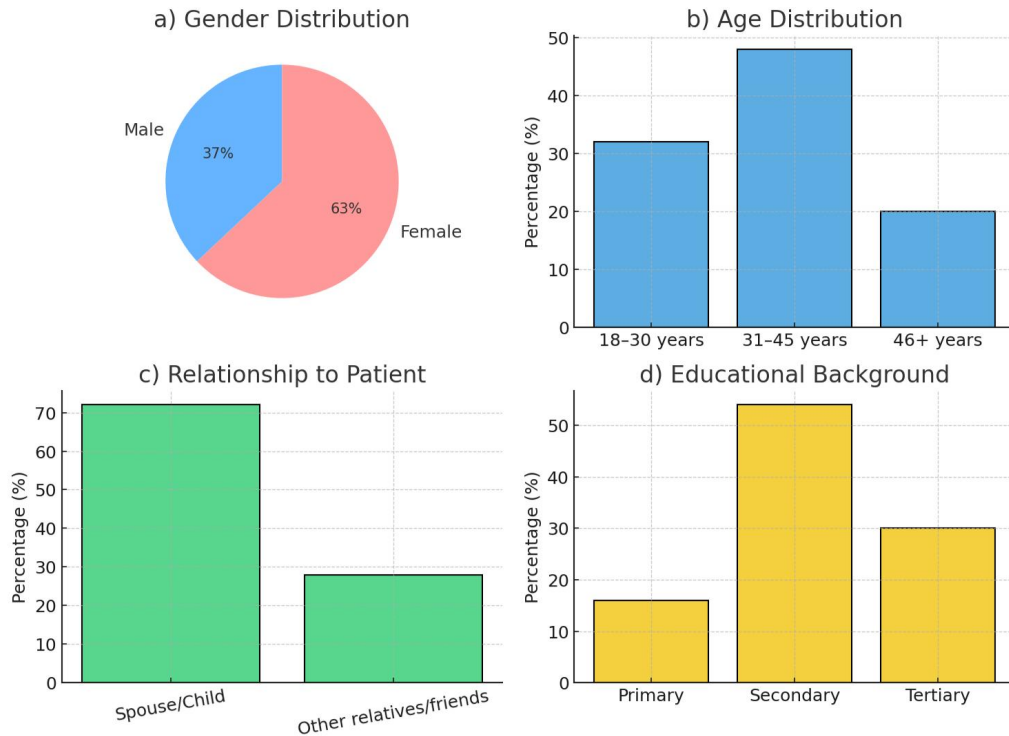 a) Gender Distribution
Male
37%
63%
Female
b) Age Distribution
Percentage (%)
50
40
30
20
10
0
18–30 years
31–45 years
46+ years
c) Relationship to Patient
Percentage (%)
70
60
50
40
30
20
10
0
Spouse/Child
Other relatives/friends
d) Educational Background
Percentage (%)
50
40
30
20
10
0
Primary
Secondary
Tertiary